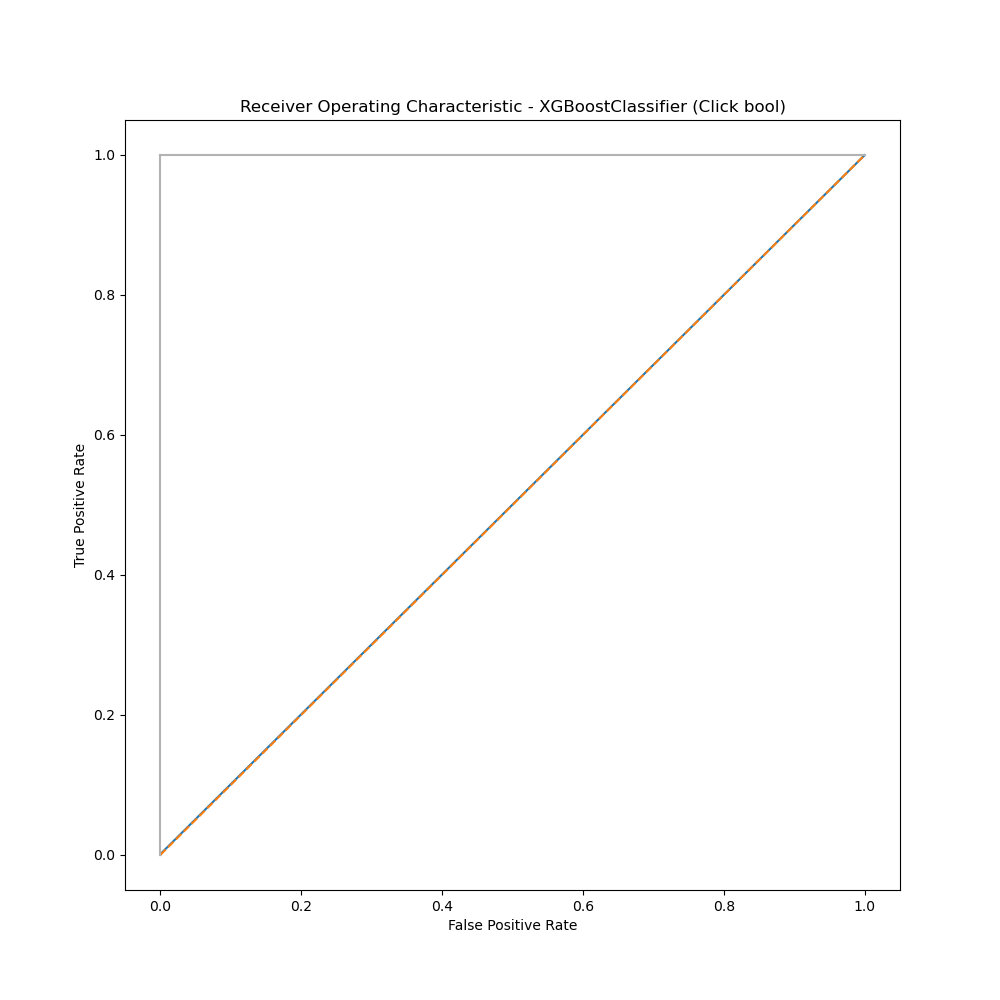 Receiver Operating Characteristic - XGBoostClassifier (Click bool)
1.0
0.8
0.6
0.4
0.2
0.0
True Positive Rate
0.0 0.2 0.4 0.6 0.8 1.0
False Positive Rate